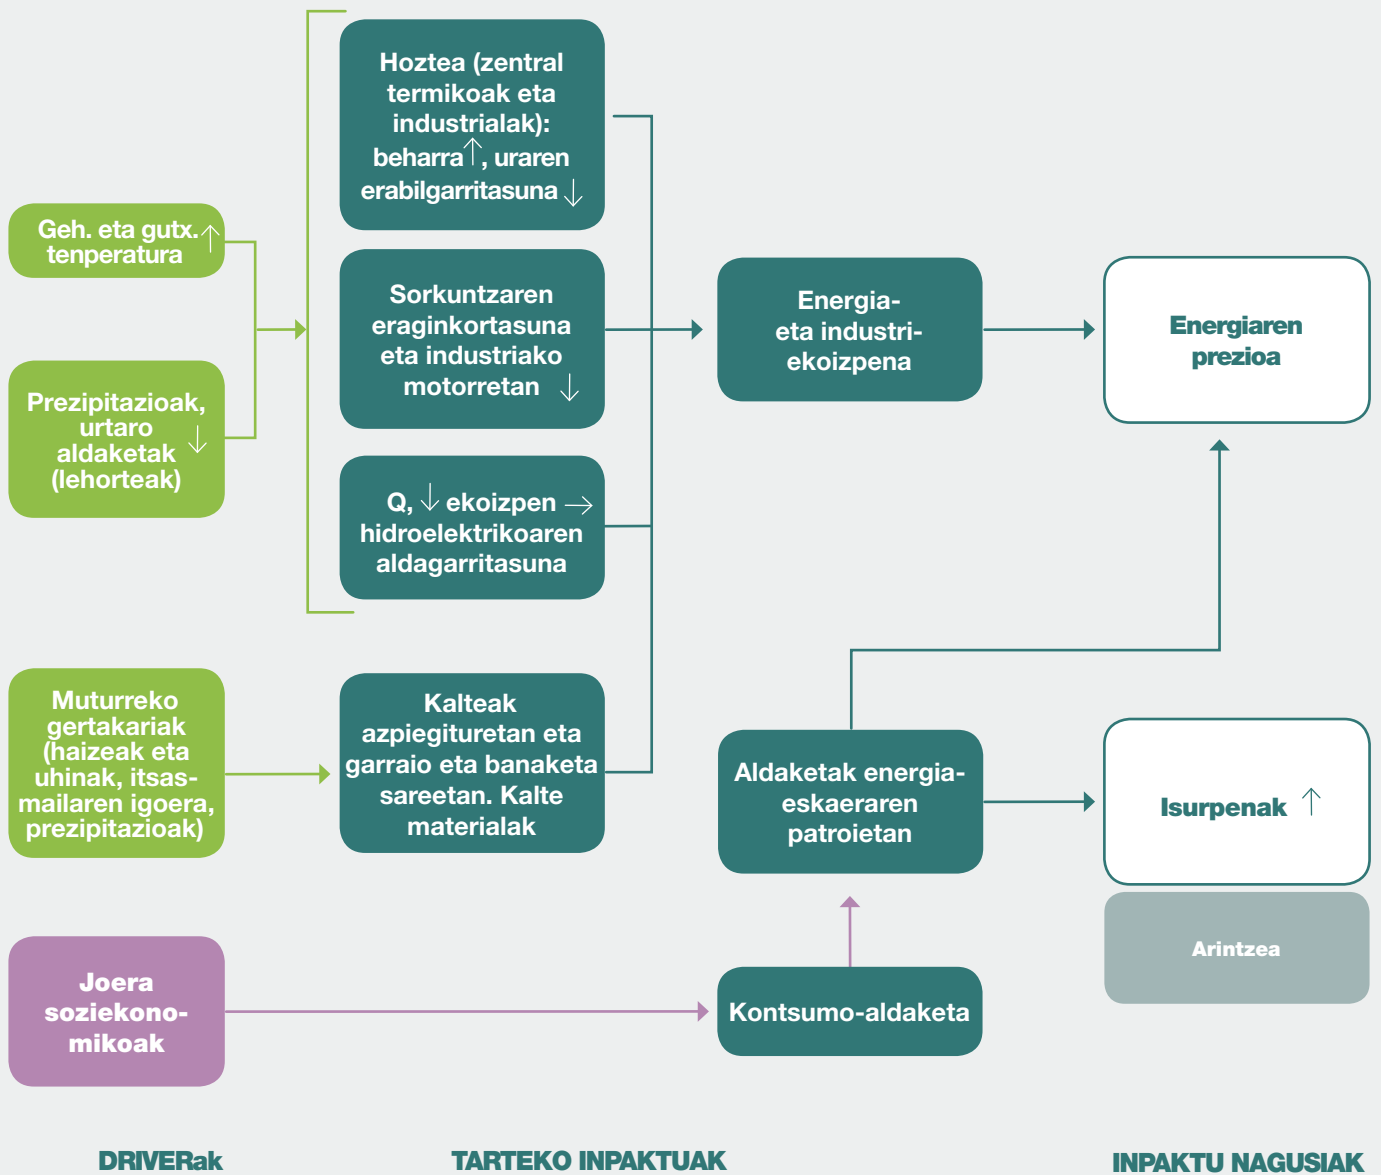 Hoztea (zentral
termikoak eta
industrialak):
beharra ↑, uraren
erabilgarritasuna ↓
Geh. eta gutx. ↑
tenperatura
Sorkuntzaren
eraginkortasuna
eta industriako
motorretan ↓
Energia-
eta industri-
ekoizpena
Energiaren
prezioa
Prezipitazioak,
urtaro
aldaketak ↓
(lehorteak)
Q, ↓ ekoizpen →
hidroelektrikoaren
aldagarritasuna
Muturreko
gertakariak
(haizeak eta
uhinak, itsas-
mailaren igoera,
prezipitazioak)
Kalteak
azpiegituretan eta
garraio eta banaketa
sareetan. Kalte
materialak
Aldaketak energia-
eskaeraren
patroietan
Isurpenak ↑
Arintzea
Joera
soziekono-
mikoak
Kontsumo-aldaketa
DRIVERak
TARTEKO INPAKTUAK
INPAKTU NAGUSIAK